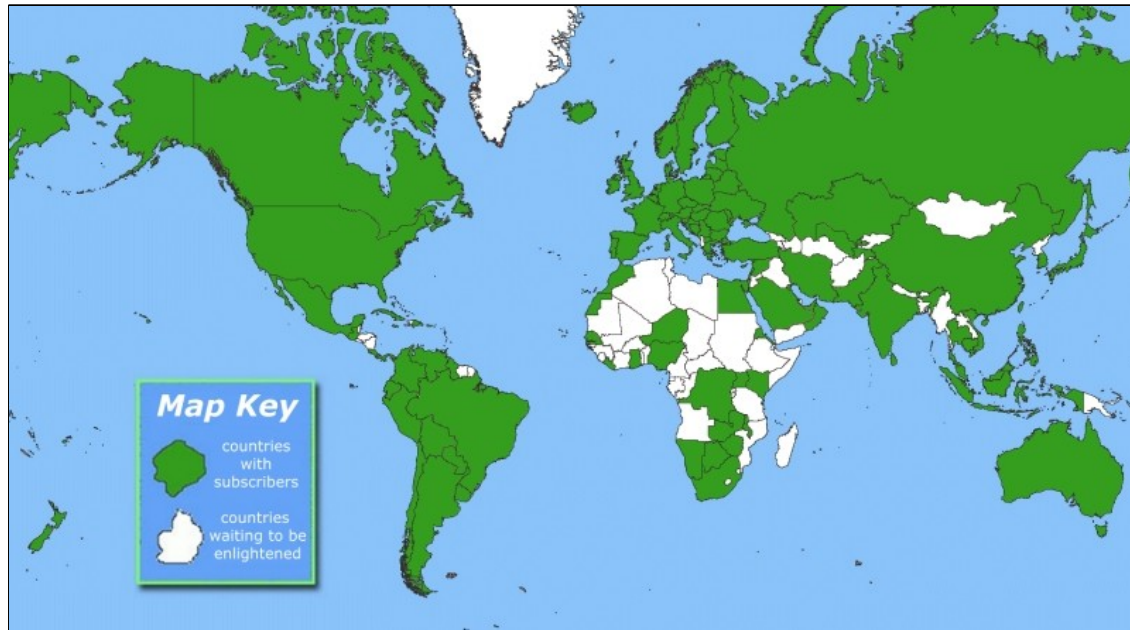 Map Key
countries
with
subscribers
countries
waiting to be
enlightened